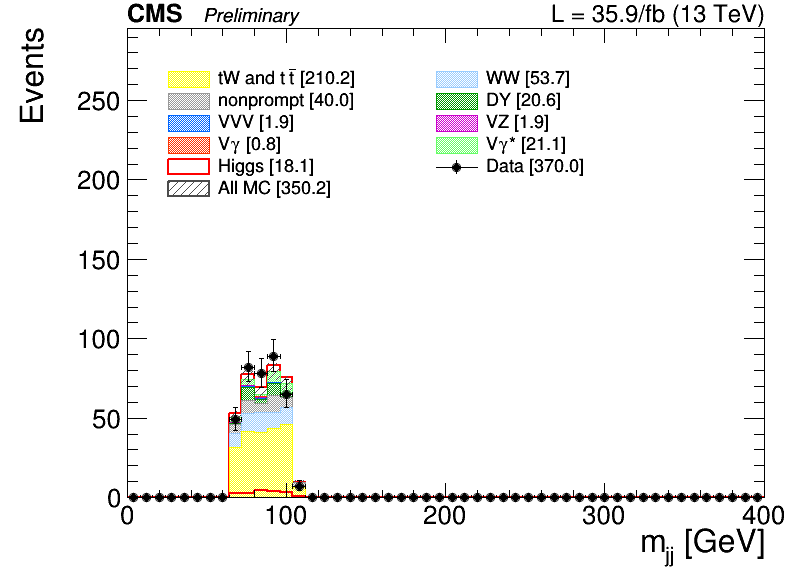 CMS Preliminary L = 35.9/fb (13 TeV)
Events
tW and tt̄ [210.2] WW [53.7]
nonprompt [40.0] DY [20.6]
VVV [1.9] VZ [1.9]
Vγ [0.8] Vγ* [21.1]
Higgs [18.1] Data [370.0]
All MC [350.2]
250
200
150
100
50
0
0 100 200 300 400
m_jj [GeV]